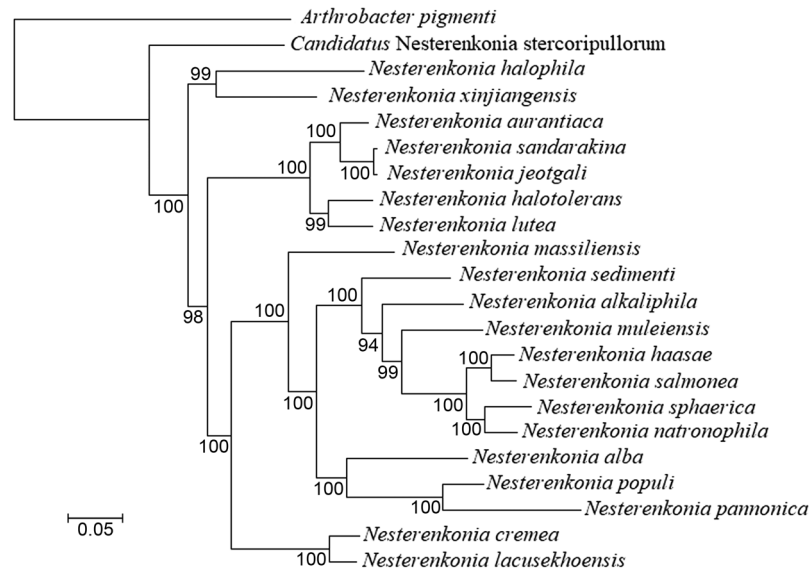 Arthrobacter pigmenti
Candidatus Nesterenkonia stercoripullorum
99 Nesterenkonia halophila
Nesterenkonia xinjiangensis
100 Nesterenkonia aurantiaca
Nesterenkonia sandarakina
100 100 Nesterenkonia jeotgali
100 Nesterenkonia halotolerans
99 Nesterenkonia lutea
Nesterenkonia massiliensis
Nesterenkonia sedimenti
100 Nesterenkonia alkaliphila
98 100 Nesterenkonia muleiensis
94
100 Nesterenkonia haasae
99
Nesterenkonia salmonea
100 100 Nesterenkonia sphaerica
100 100 Nesterenkonia natronophila
Nesterenkonia alba
100 Nesterenkonia populi
100 Nesterenkonia pannonica
0.05
Nesterenkonia cremea
100 Nesterenkonia lacusekhoensis